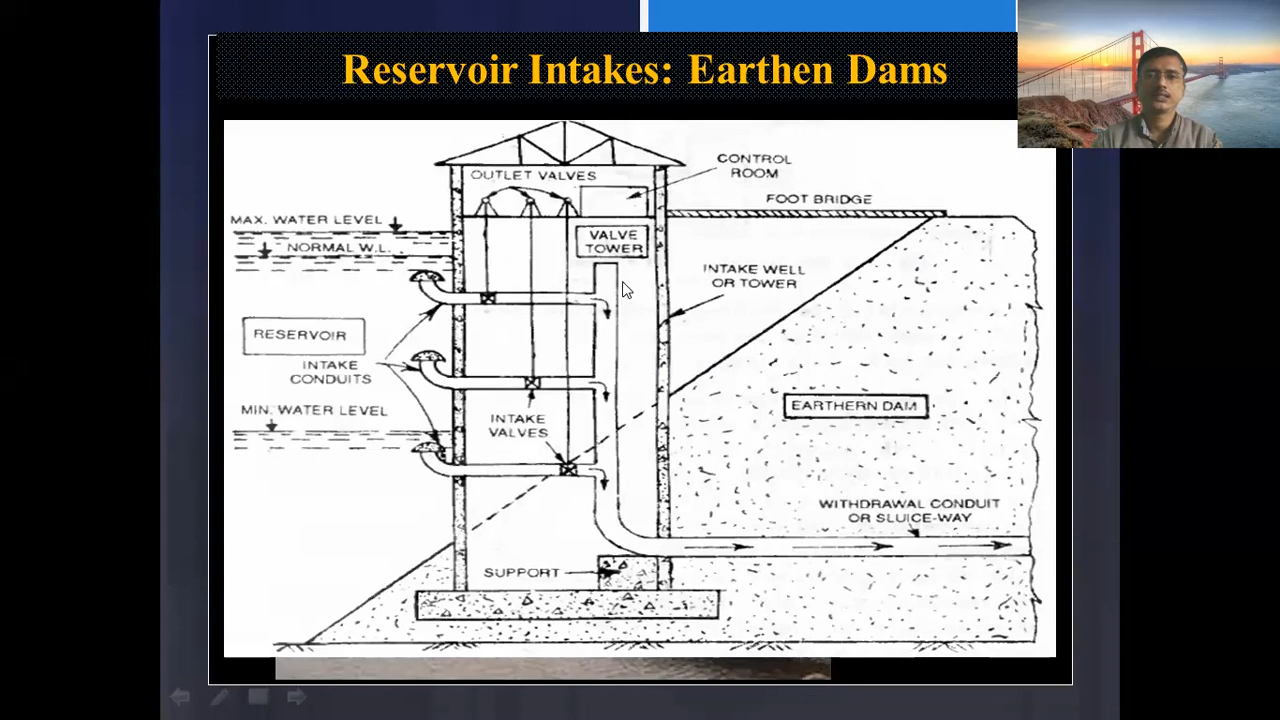 Reservoir Intakes: Earthen Dams
CONTROL
ROOM
OUTLET VALVES
FOOT BRIDGE
MAX. WATER LEVEL
NORMAL W.L.
VALVE
TOWER
INTAKE WELL
OR TOWER
RESERVOIR
INTAKE
CONDUITS
MIN. WATER LEVEL
INTAKE
VALVES
EARTHERN DAM
WITHDRAWAL CONDUIT
OR SLUICE-WAY
SUPPORT